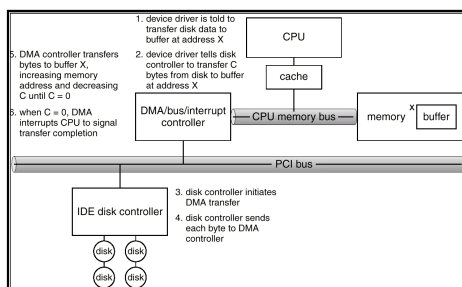 1. device driver is told to
transfer disk data to
buffer at address X
2. device driver tells disk
controller to transfer C
bytes from disk to buffer
at address X
CPU
cache
5. DMA controller transfers
bytes to buffer X,
increasing memory
address and decreasing
C until C = 0
6. when C = 0, DMA
interrupts CPU to signal
transfer completion
DMA/bus/interrupt
controller
CPU memory bus
memory
X
buffer
PCI bus
IDE disk controller
3. disk controller initiates
DMA transfer
4. disk controller sends
each byte to DMA
controller
disk
disk
disk
disk